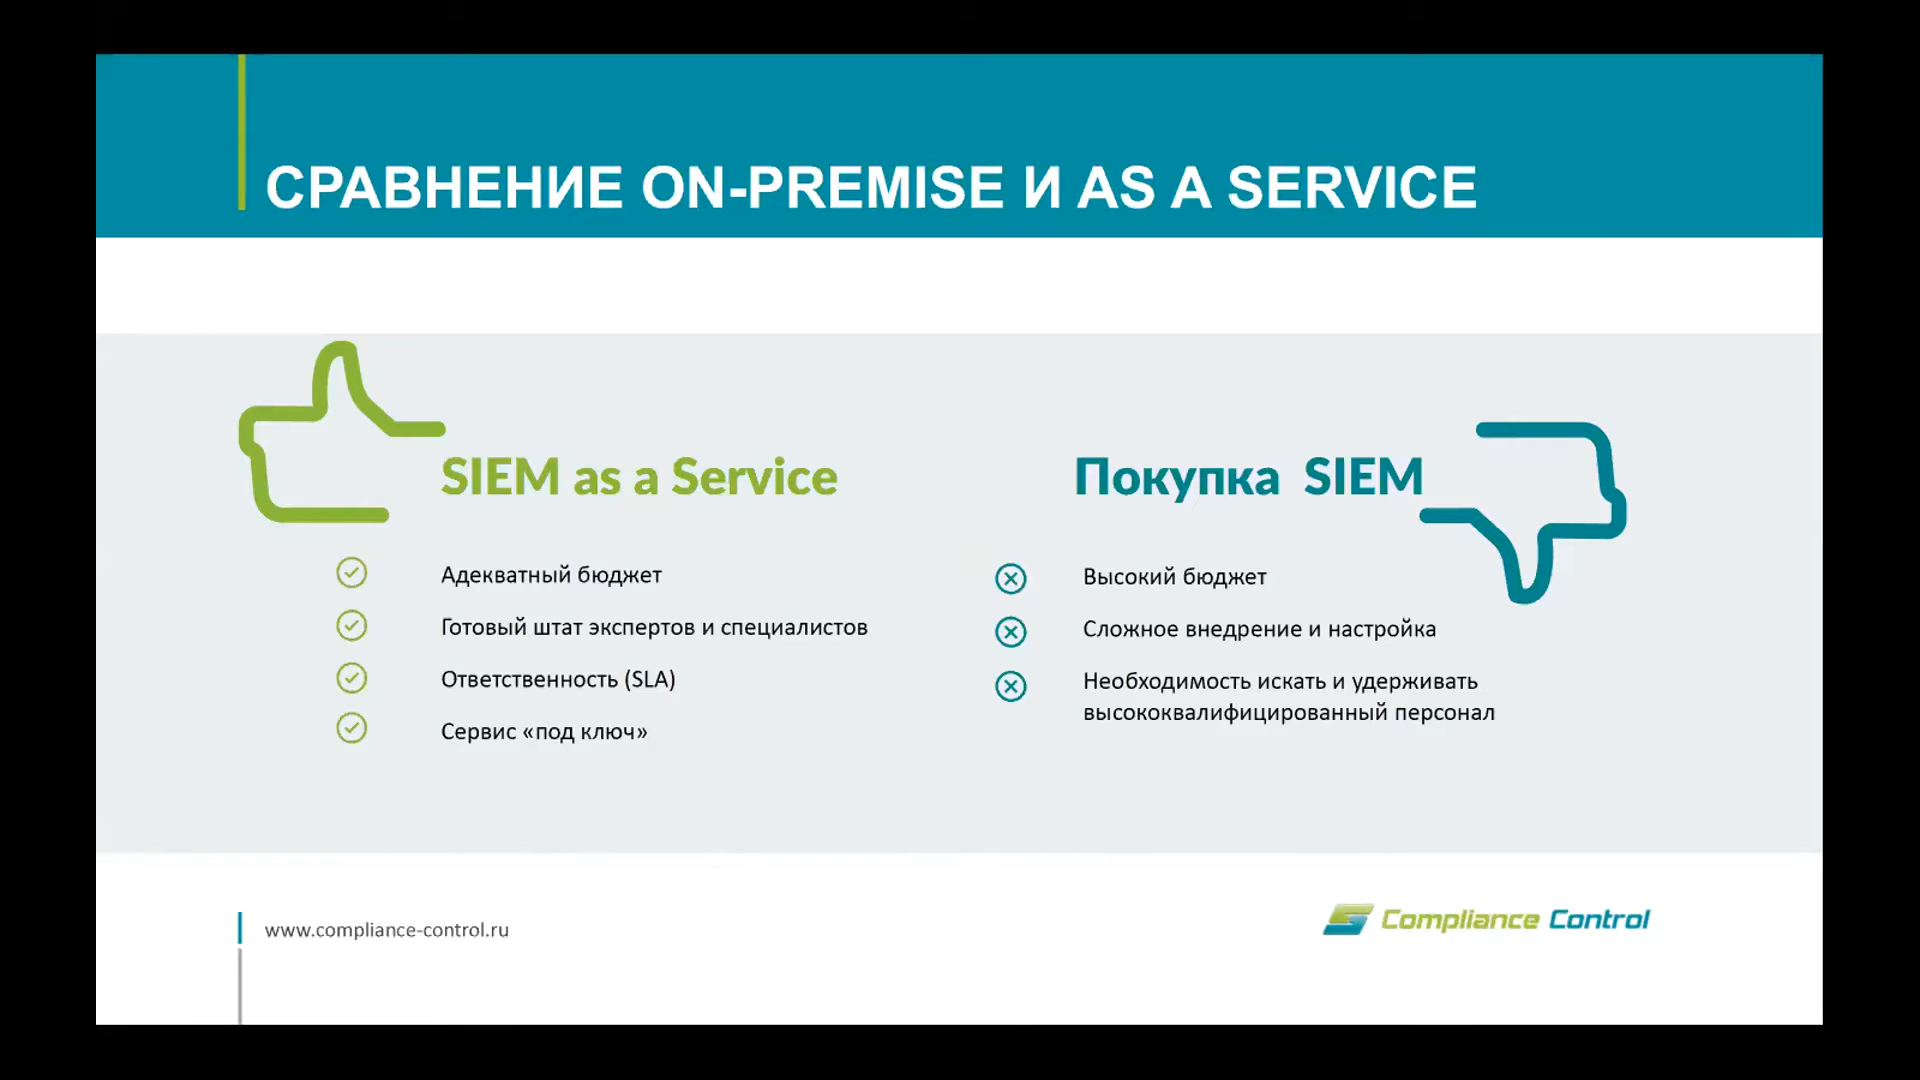 СРАВНЕНИЕ ON-PREMISE И AS A SERVICE
SIEM as a Service
Адекватный бюджет
Готовый штат экспертов и специалистов
Ответственность (SLA)
Сервис «под ключ»
Покупка SIEM
Высокий бюджет
Сложное внедрение и настройка
Необходимость искать и удерживать
высококвалифицированный персонал
www.compliance-control.ru
Compliance Control